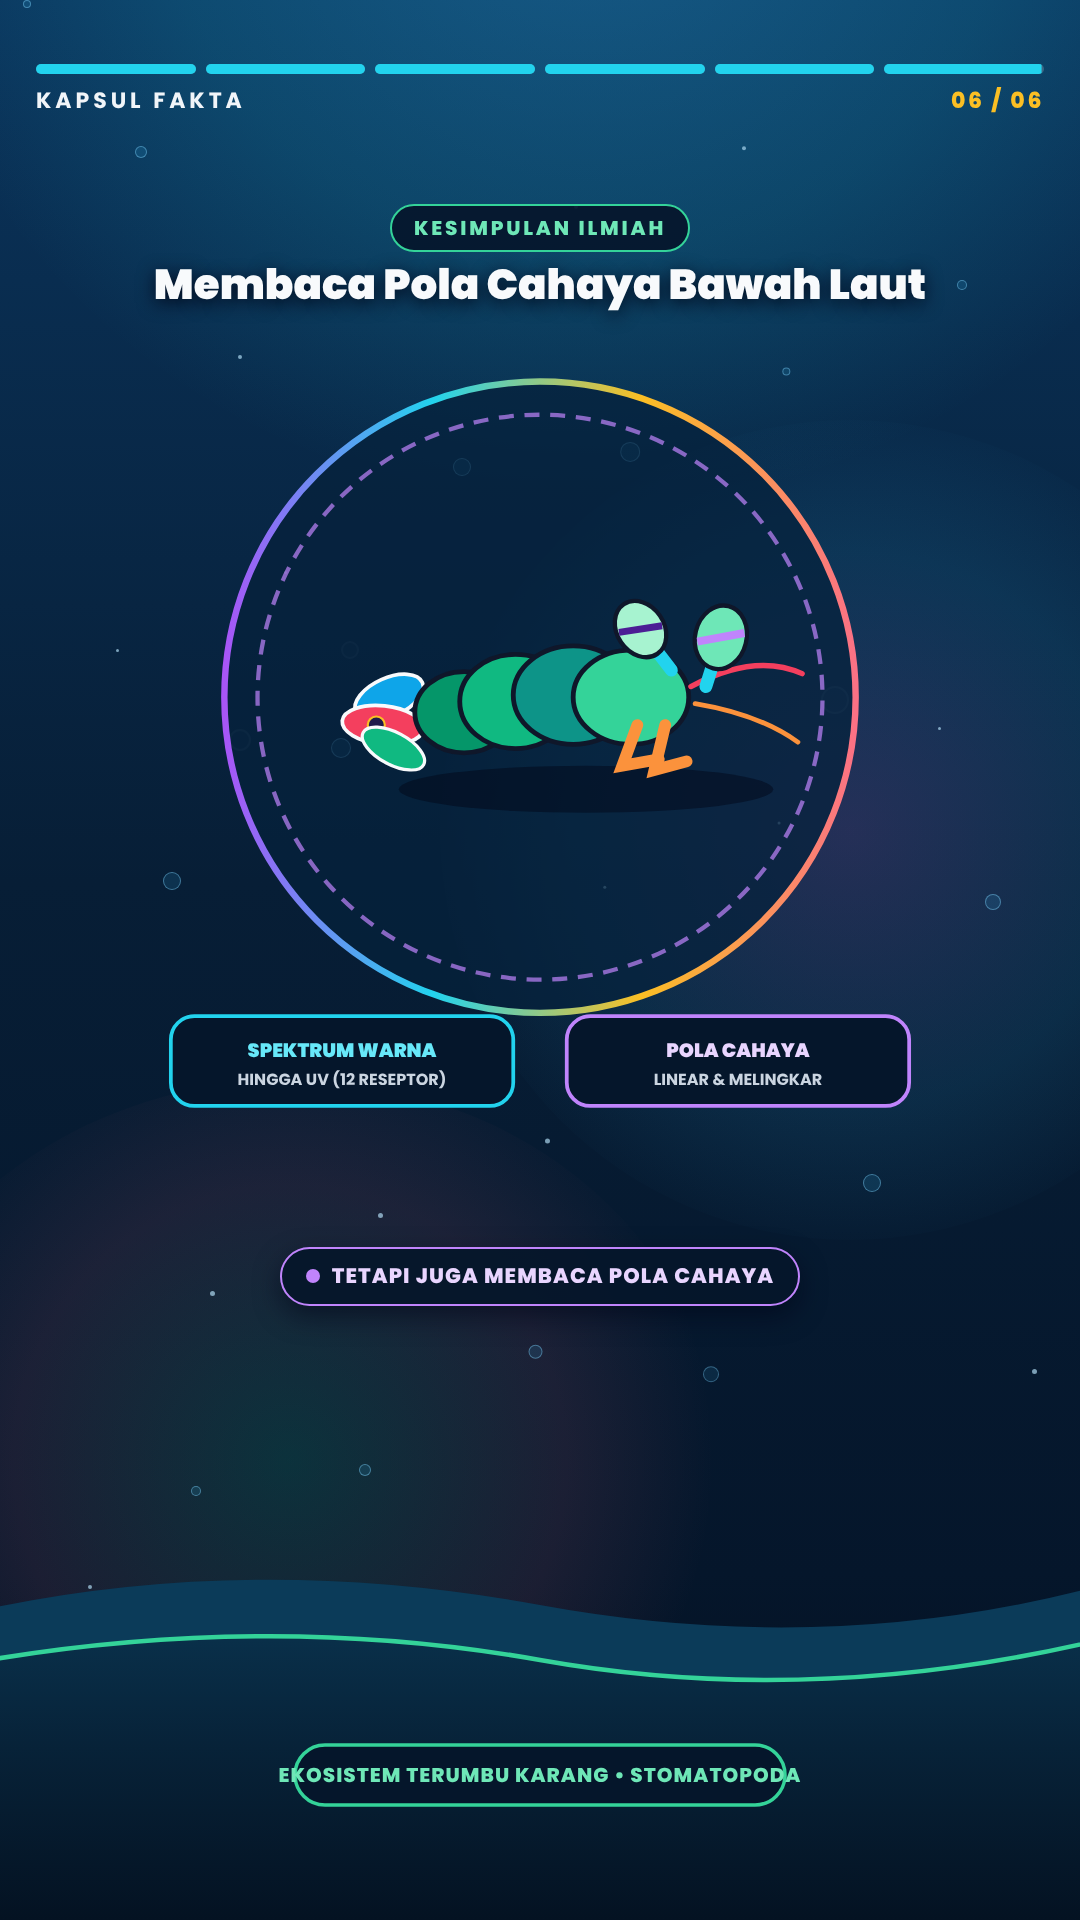 KAPSUL FAKTA
06 / 06
KESIMPULAN ILMIAH
Membaca Pola Cahaya Bawah Laut
SPEKTRUM WARNA
HINGGA UV (12 RESEPTOR)
POLA CAHAYA
LINEAR & MELINGKAR
TETAPI JUGA MEMBACA POLA CAHAYA
EKOSISTEM TERUMBU KARANG • STOMATOPODA